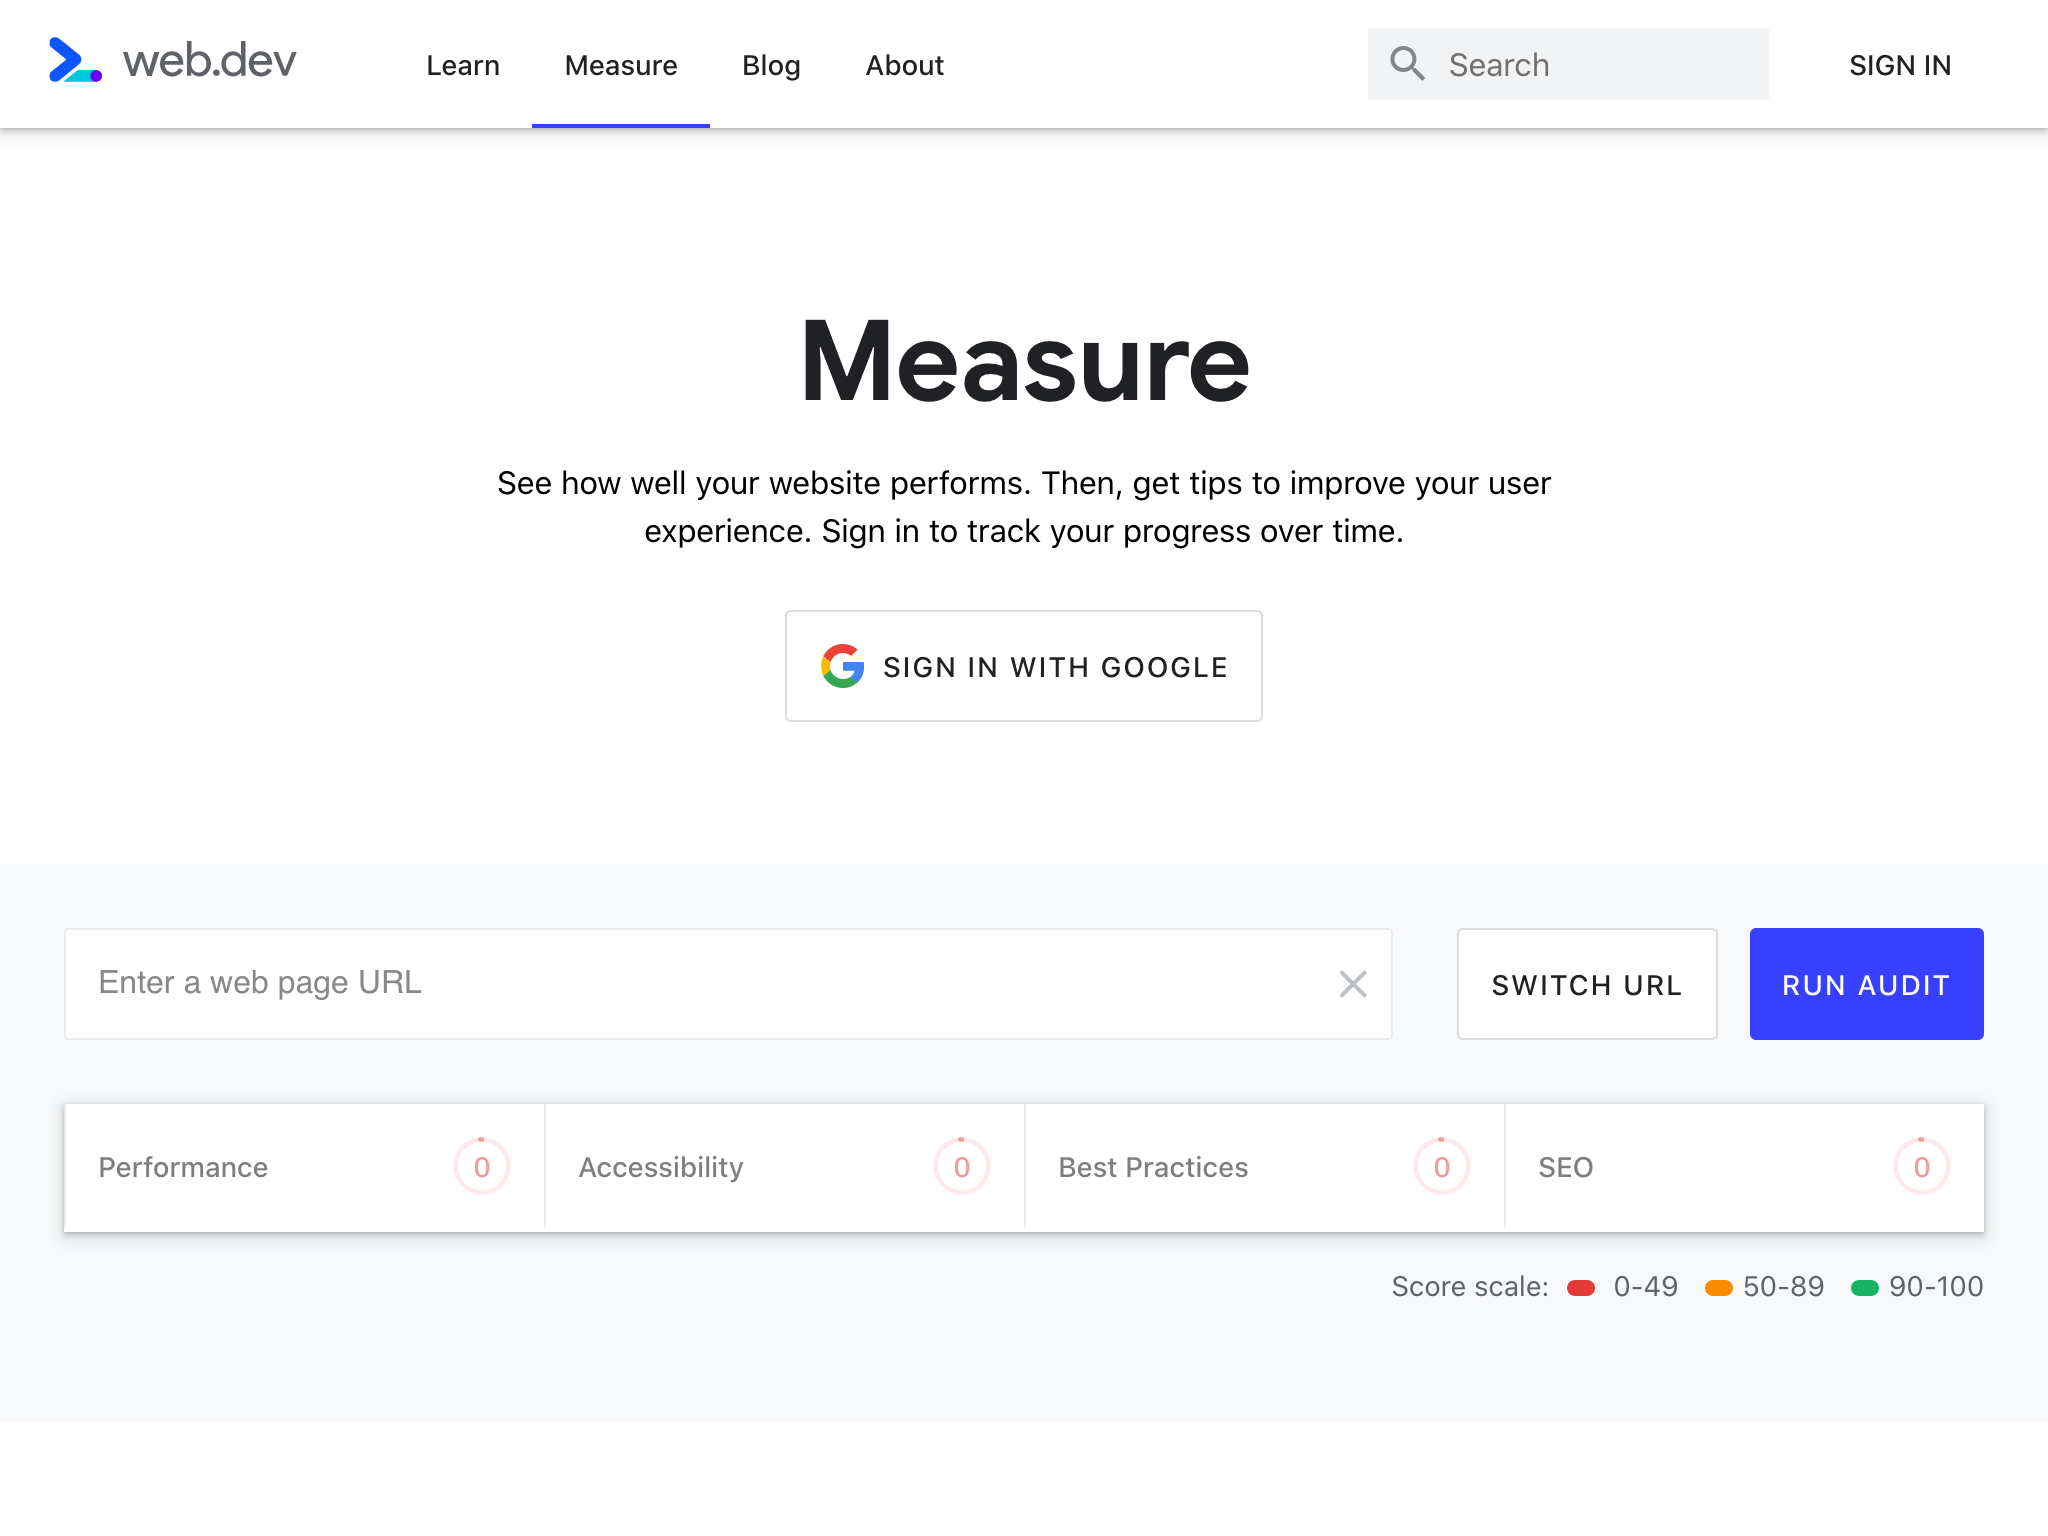 web.dev Learn Measure Blog About Search SIGN IN
Measure
See how well your website performs. Then, get tips to improve your user
experience. Sign in to track your progress over time.
SIGN IN WITH GOOGLE
Enter a web page URL SWITCH URL RUN AUDIT
Performance 0 Accessibility 0 Best Practices 0 SEO 0
Score scale: 0-49 50-89 90-100